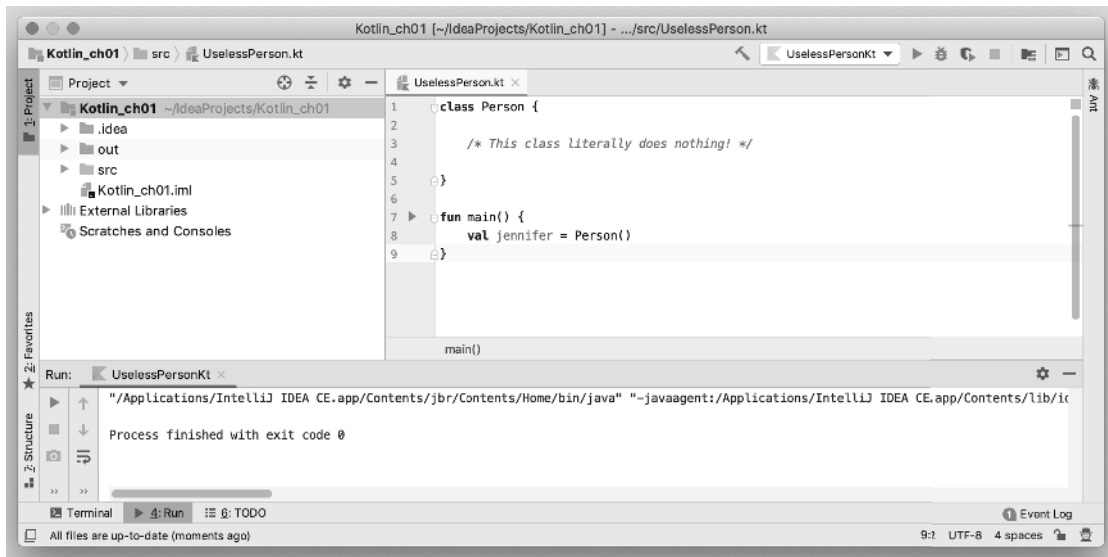 Kotlin_ch01 [~/IdeaProjects/Kotlin_ch01] - .../src/UselessPerson.kt
Kotlin_ch01 src UselessPerson.kt UselessPersonKt
1: Project
Project
Kotlin_ch01 ~/IdeaProjects/Kotlin_ch01
.idea
out
src
Kotlin_ch01.iml
External Libraries
Scratches and Consoles
UselessPerson.kt
1 class Person {
2
3 /* This class literally does nothing! */
4
5 }
6
7 fun main() {
8 val jennifer = Person()
9 }
main()
Ant
2: Favorites
7: Structure
Run: UselessPersonKt
"/Applications/IntelliJ IDEA CE.app/Contents/jbr/Contents/Home/bin/java" "-javaagent:/Applications/IntelliJ IDEA CE.app/Contents/lib/id
Process finished with exit code 0
>> >>
Terminal 4: Run 6: TODO 1 Event Log
All files are up-to-date (moments ago) 9:2 UTF-8 4 spaces